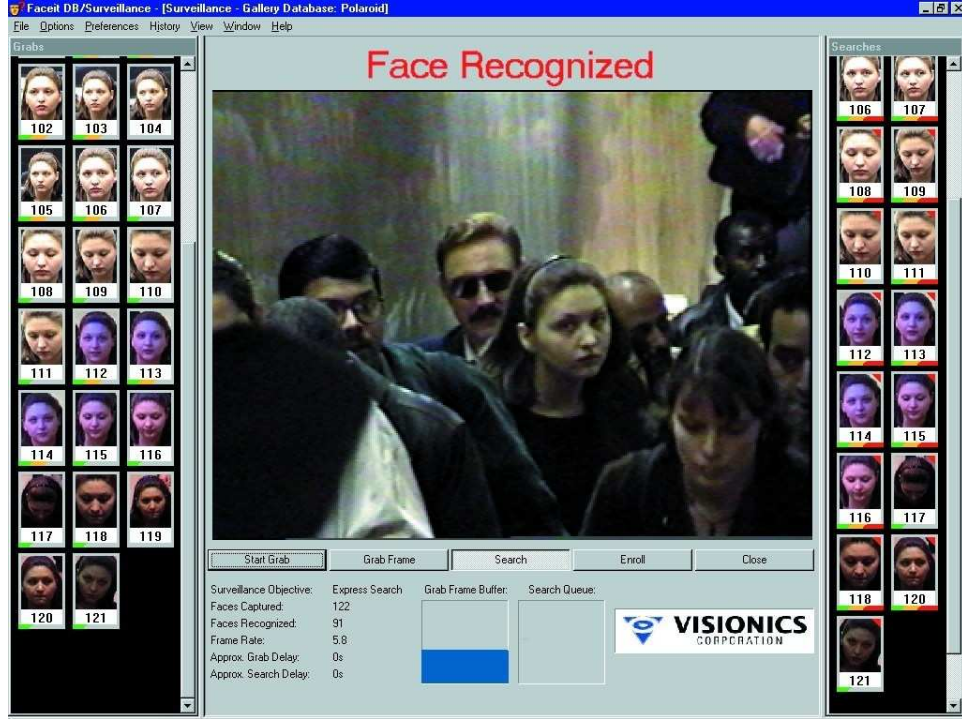 Faceit DB/Surveillance - [Surveillance - Gallery Database: Polaroid]
File Options Preferences History View Window Help
Grabs
102 103 104
105 106 107
108 109 110
111 112 113
114 115 116
117 118 119
120 121
Face Recognized
Start Grab Grab Frame Search Enroll Close
Surveillance Objective: Express Search
Faces Captured: 122
Faces Recognized: 91
Frame Rate: 5.8
Approx. Grab Delay: 0s
Approx. Search Delay: 0s
Grab Frame Buffer: Search Queue:
VISIONICS
CORPORATION
Searches
106 107
108 109
110 111
112 113
114 115
116 117
118 120
121